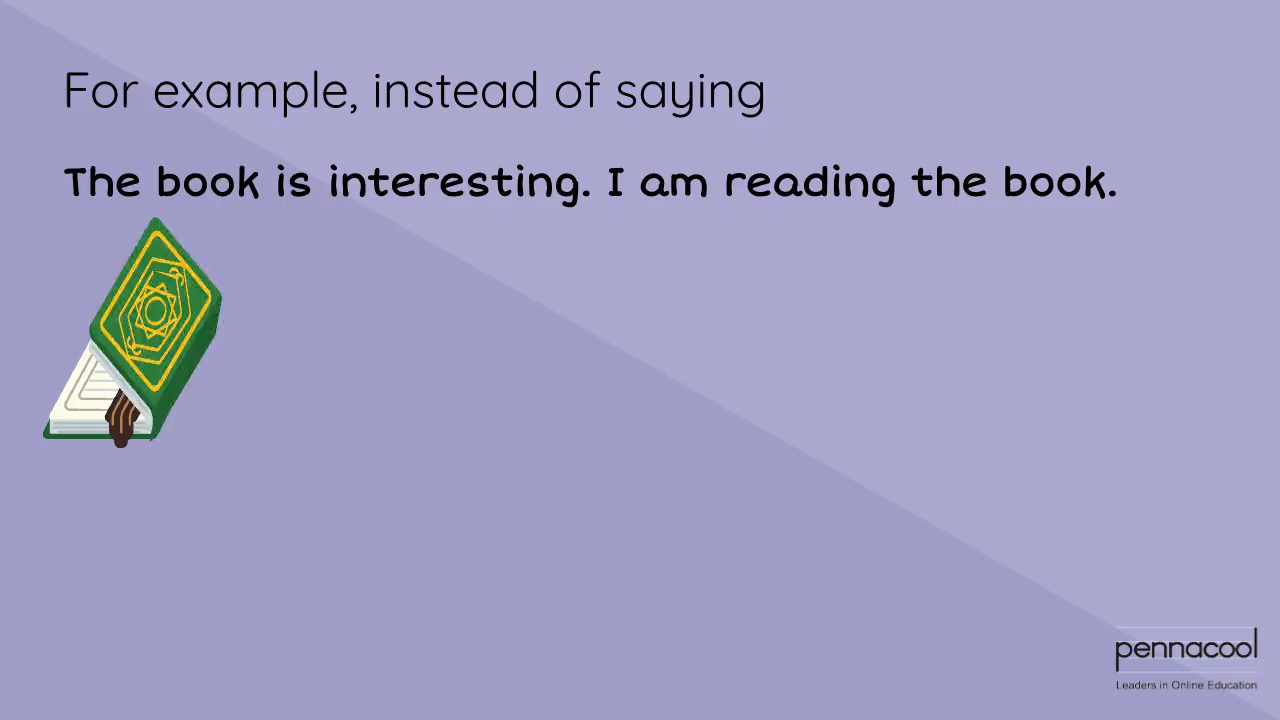 For example, instead of saying
The book is interesting. I am reading the book.
pennacool
Leaders in Online Education